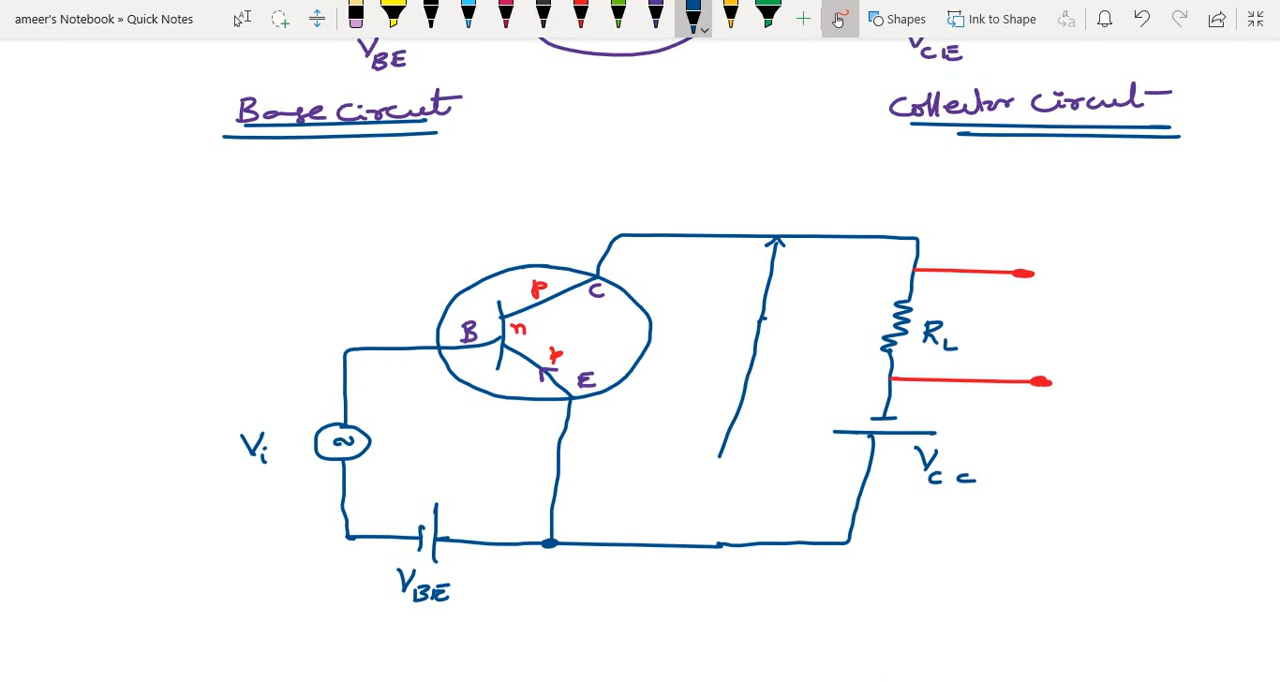 ameer's Notebook » Quick Notes
Shapes
Ink to Shape
VBE
VCE
Base Circuit
Collector Circuit
p
C
B
n
p
E
RL
Vi
VCC
VBE